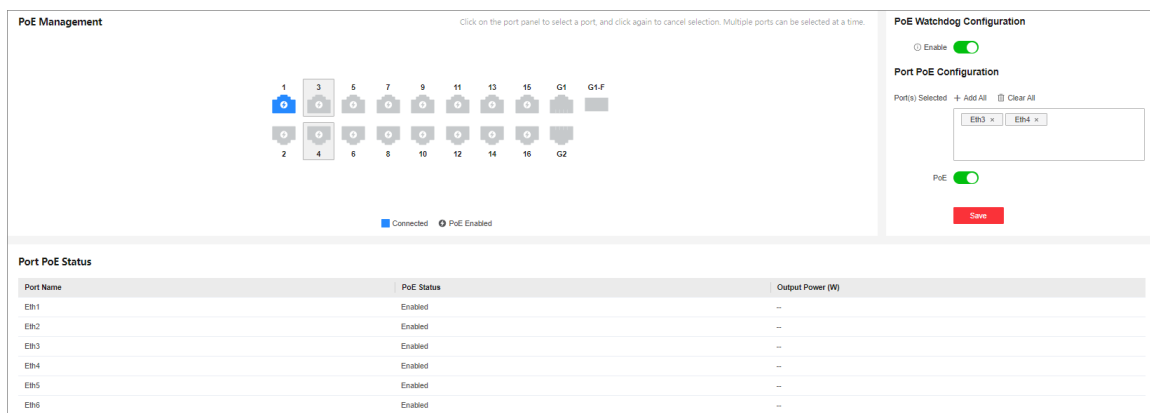 PoE Management
Click on the port panel to select a port, and click again to cancel selection. Multiple ports can be selected at a time.
1 3 5 7 9 11 13 15 G1 G1-F
2 4 6 8 10 12 14 16 G2
Connected PoE Enabled
PoE Watchdog Configuration
Enable
Port PoE Configuration
Port(s) Selected + Add All Clear All
Eth3 × Eth4 ×
PoE
Save
Port PoE Status
Port Name PoE Status Output Power (W)
Eth1 Enabled --
Eth2 Enabled --
Eth3 Enabled --
Eth4 Enabled --
Eth5 Enabled --
Eth6 Enabled --